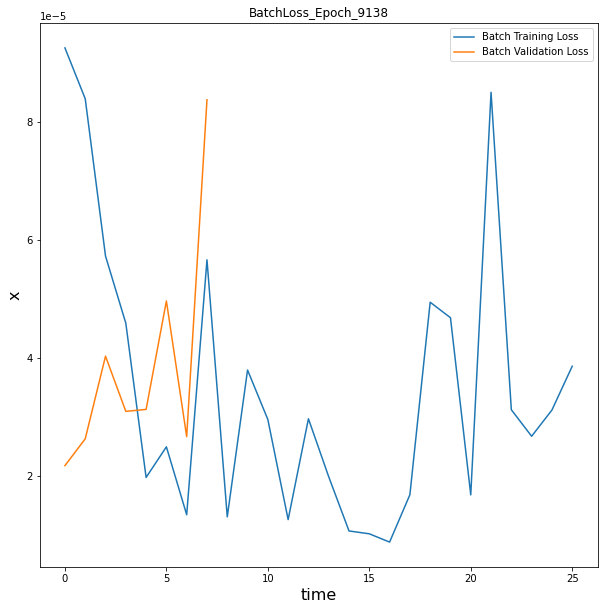 BatchLoss_Epoch_9138
1e−5
Batch Training Loss
Batch Validation Loss
8
6
4
2
x
0 5 10 15 20 25
time